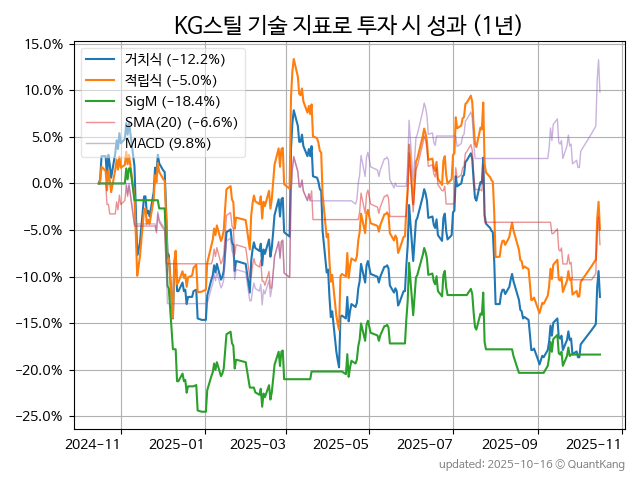 KG스틸 기술 지표로 투자 시 성과 (1년)
15.0%
10.0%
5.0%
0.0%
−5.0%
−10.0%
−15.0%
−20.0%
−25.0%
거치식 (−12.2%)
적립식 (−5.0%)
SigM (−18.4%)
SMA(20) (−6.6%)
MACD (9.8%)
2024-11
2025-01
2025-03
2025-05
2025-07
2025-09
2025-11
updated: 2025-10-16 © QuantKang